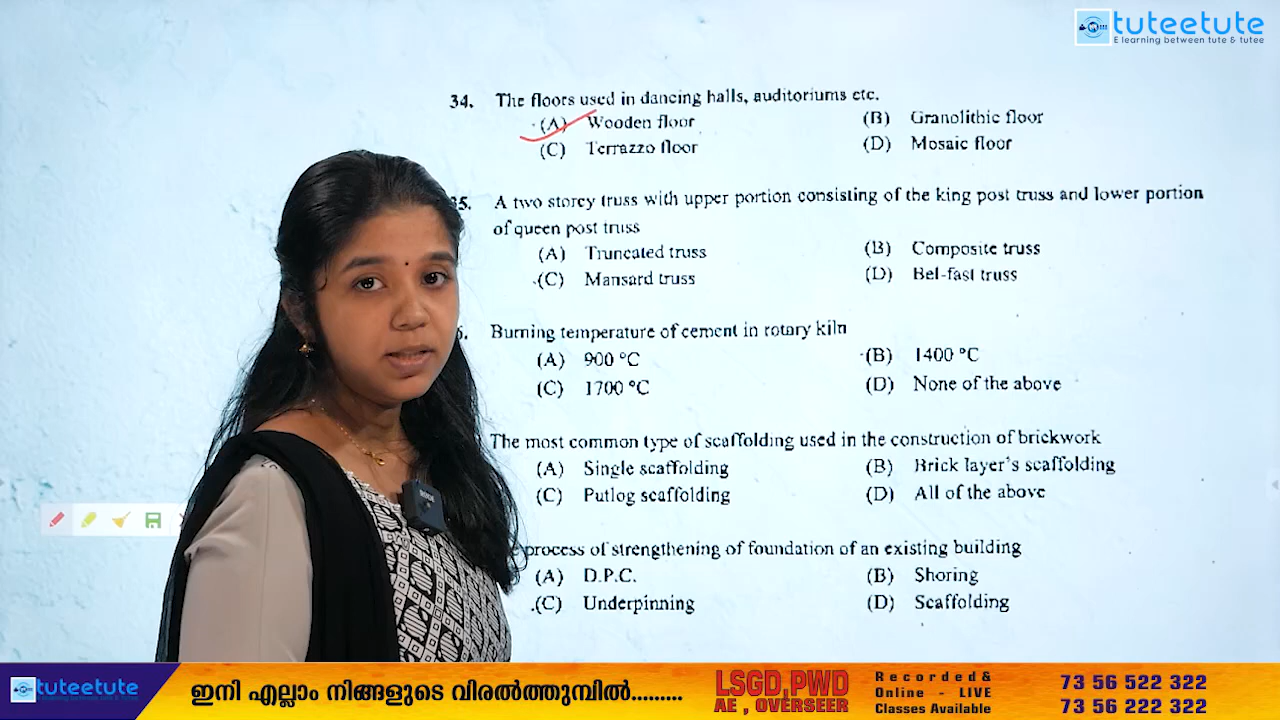 tuteetute
E learning between tute & tutee
34. The floors used in dancing halls, auditoriums etc.
(A) Wooden floor (B) Granolithic floor
(C) Terrazzo floor (D) Mosaic floor
35. A two storey truss with upper portion consisting of the king post truss and lower portion
of queen post truss
(A) Truncated truss (B) Composite truss
(C) Mansard truss (D) Bel-fast truss
6. Burning temperature of cement in rotary kiln
(A) 900 °C (B) 1400 °C
(C) 1700 °C (D) None of the above
The most common type of scaffolding used in the construction of brickwork
(A) Single scaffolding (B) Brick layer's scaffolding
(C) Putlog scaffolding (D) All of the above
process of strengthening of foundation of an existing building
(A) D.P.C. (B) Shoring
(C) Underpinning (D) Scaffolding
tuteetute
ഇനി എല്ലാം നിങ്ങളുടെ വിരൽത്തുമ്പിൽ.........
LSGD,PWD
AE , OVERSEER
Recorded &
Online - LIVE
Classes Available
73 56 522 322
73 56 222 322